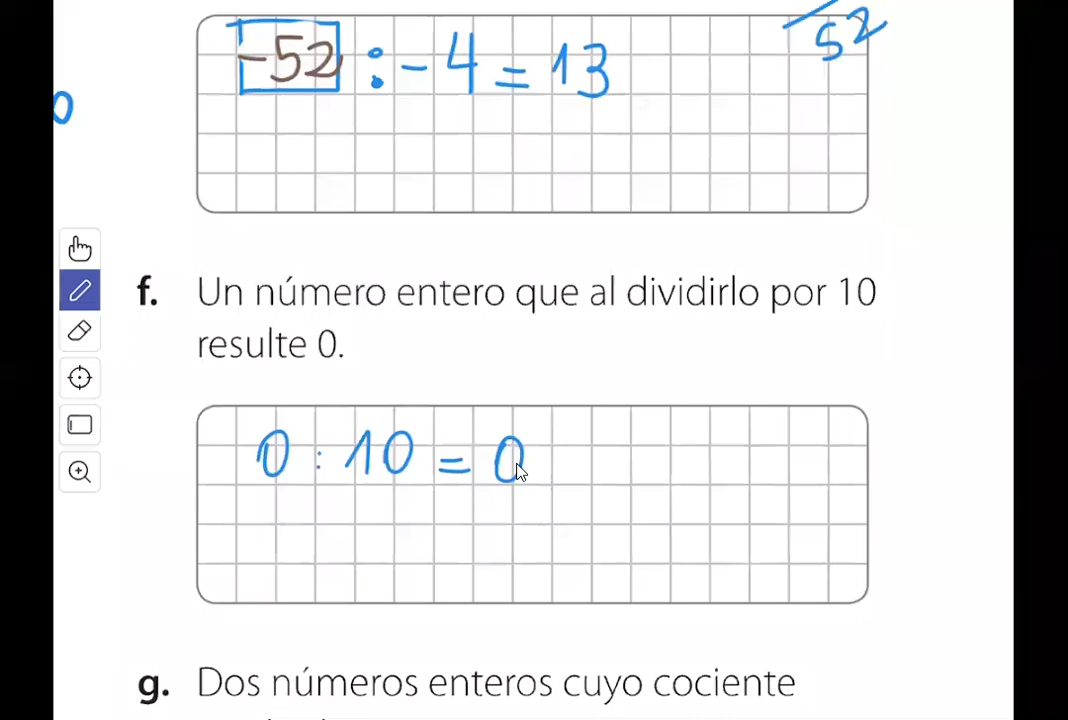 52
-52 : - 4 = 13
0
f. Un número entero que al dividirlo por 10
resulte 0.
0 : 10 = 0
g. Dos números enteros cuyo cociente